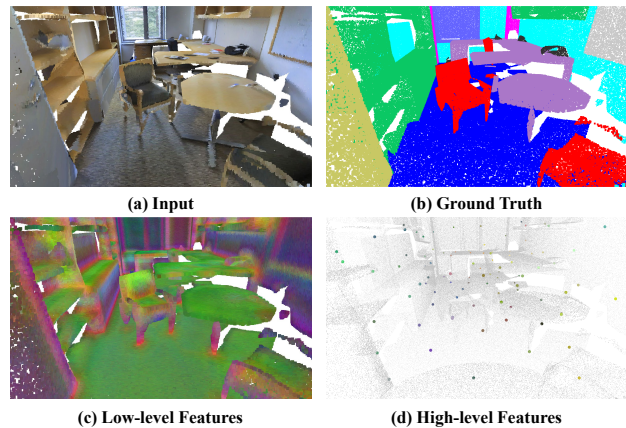 (a) Input
(b) Ground Truth
(c) Low-level Features
(d) High-level Features